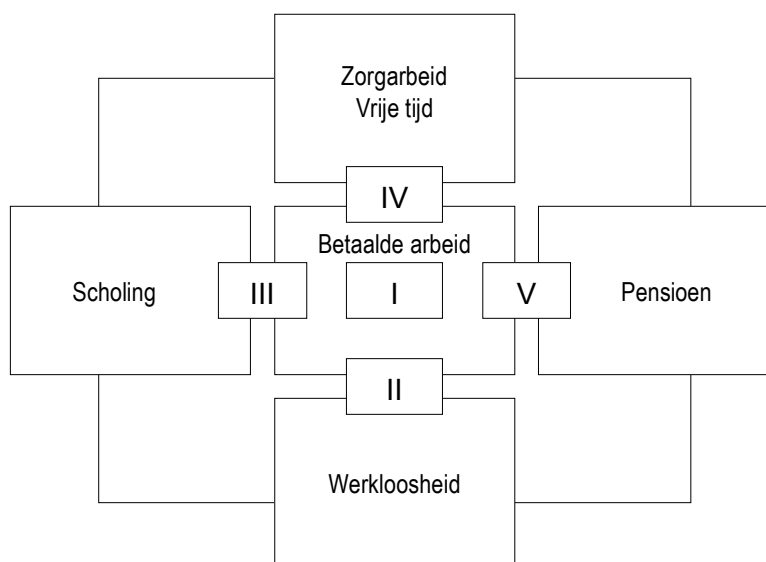 Zorgarbeid
Vrije tijd
IV
Betaalde arbeid
Scholing
III
I
V
Pensioen
II
Werkloosheid